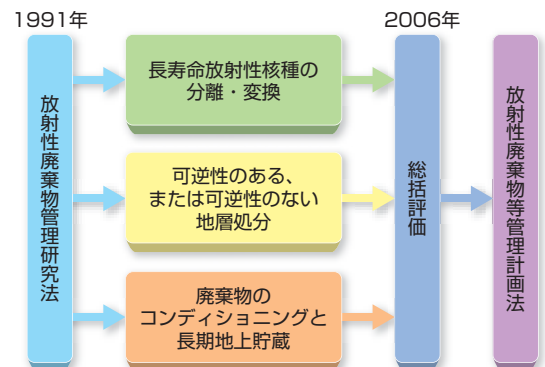 1991年
2006年
放射性廃棄物管理研究法
長寿命放射性核種の
分離・変換
可逆性のある、
または可逆性のない
地層処分
廃棄物の
コンディショニングと
長期地上貯蔵
総括評価
放射性廃棄物等管理計画法